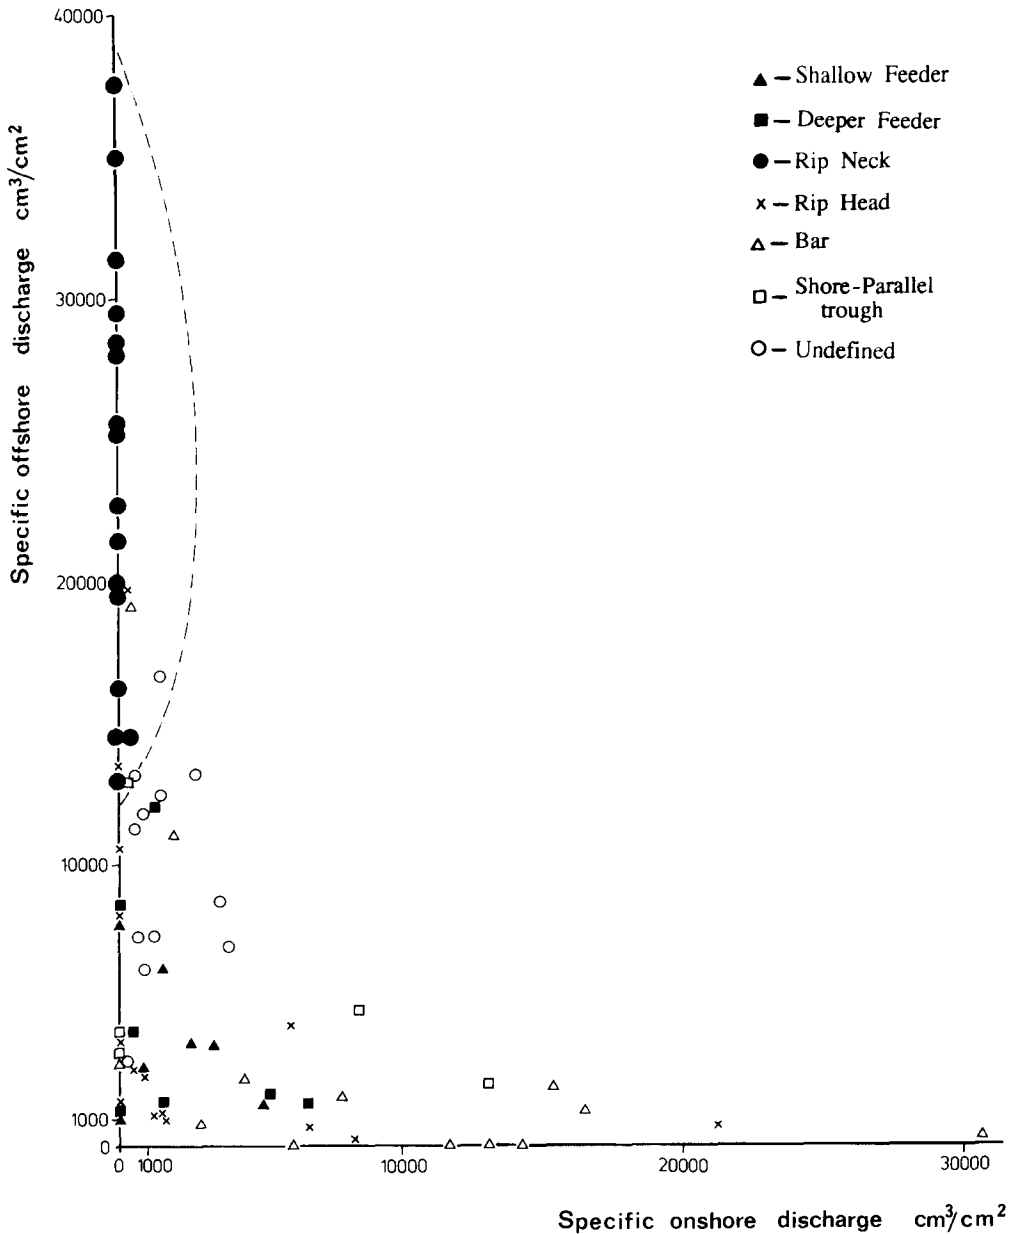 40000
30000
20000
10000
1000
0
Specific offshore discharge cm³/cm²
▲ – Shallow Feeder
■ – Deeper Feeder
● – Rip Neck
x – Rip Head
△ – Bar
□ – Shore-Parallel
trough
○ – Undefined
0 1000 10000 20000 30000
Specific onshore discharge cm³/cm²